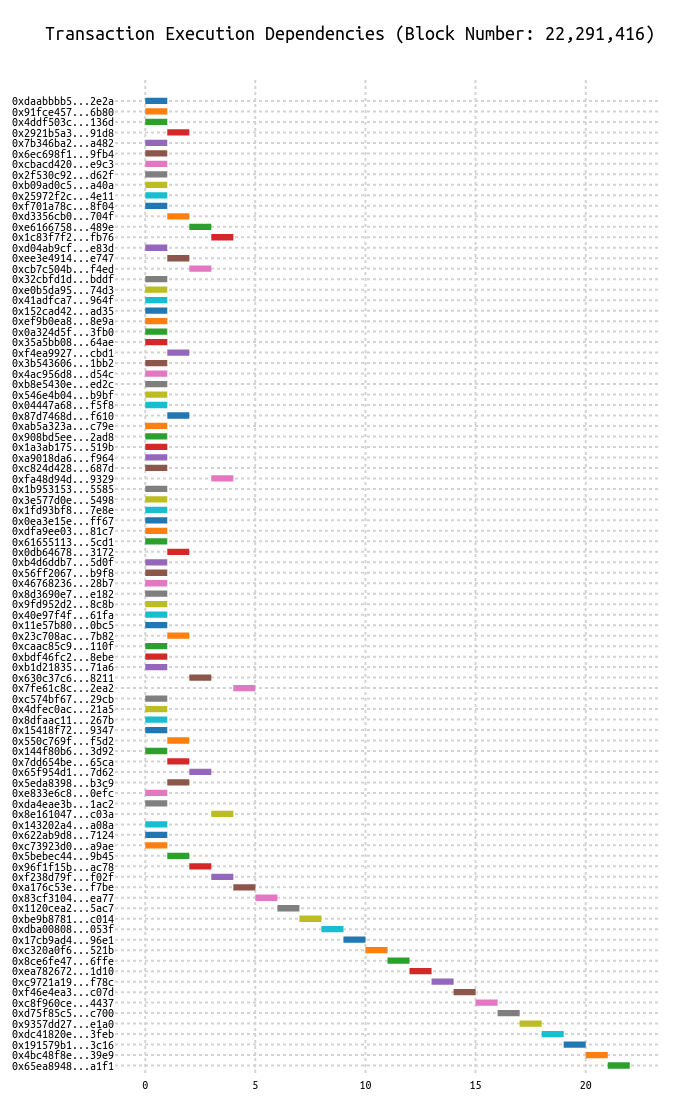 Transaction Execution Dependencies (Block Number: 22,291,416)
0xdaabbbb5...2e2a
0x91fce457...6b80
0x4ddf503c...136d
0x2921b5a3...91d8
0x7b346ba2...a482
0x6ec698f1...9fb4
0xcbacd420...e9c3
0x2f530c92...d62f
0xb09ad0c5...a40a
0x25972f2c...4e11
0xf701a78c...8f04
0xd3356cb0...704f
0xe6166758...489e
0x1c83f7f2...fb76
0xd04ab9cf...e83d
0xee3e4914...e747
0xcb7c504b...f4ed
0x32cbfd1d...bddf
0xe0b5da95...74d3
0x41adfca7...964f
0x152cad42...ad35
0xef9b0ea8...8e9a
0x0a324d5f...3fb0
0x35a5bb08...64ae
0xf4ea9927...cbd1
0x3b543606...1bb2
0x4ac956d8...d54c
0xb8e5430e...ed2c
0x546e4b04...b9bf
0x04447a68...f5f8
0x87d7468d...f610
0xab5a323a...c79e
0x908bd5ee...2ad8
0x1a3ab175...519b
0xa9018da6...f964
0xc824d428...687d
0xfa48d94d...9329
0x1b953153...5585
0x3e577d0e...5498
0x1fd93bf8...7e8e
0x0ea3e15e...ff67
0xdfa9ee03...81c7
0x61655113...5cd1
0x0db64678...3172
0xb4d6ddb7...5d0f
0x56ff2067...b9f8
0x46768236...28b7
0x8d3690e7...e182
0x9fd952d2...8c8b
0x40e97f4f...61fa
0x11e57b80...0bc5
0x23c708ac...7b82
0xcaac85c9...110f
0xbdf46fc2...8ebe
0xb1d21835...71a6
0x630c37c6...8211
0x7fe61c8c...2ea2
0xc574bf67...29cb
0x4dfec0ac...21a5
0x8dfaac11...267b
0x15418f72...9347
0x550c769f...f5d2
0x144f80b6...3d92
0x7dd654be...65ca
0x65f954d1...7d62
0x5eda8398...b3c9
0xe833e6c8...0efc
0xda4eae3b...1ac2
0x8e161047...c03a
0x143202a4...a08a
0x622ab9d8...7124
0xc73923d0...a9ae
0x5bebec44...9b45
0x96f1f15b...ac78
0xf238d79f...f02f
0xa176c53e...f7be
0x83cf3104...ea77
0x1120cea2...5ac7
0xbe9b8781...c014
0xdba00808...053f
0x17cb9ad4...96e1
0xc320a0f6...521b
0x8ce6fe47...6ffe
0xea782672...1d10
0xc9721a19...f78c
0xf46e4ea3...c07d
0xc8f960ce...4437
0xd75f85c5...c700
0x9357dd27...e1a0
0xdc41820e...3feb
0x191579b1...3c16
0x4bc48f8e...39e9
0x65ea8948...a1f1
0 5 10 15 20